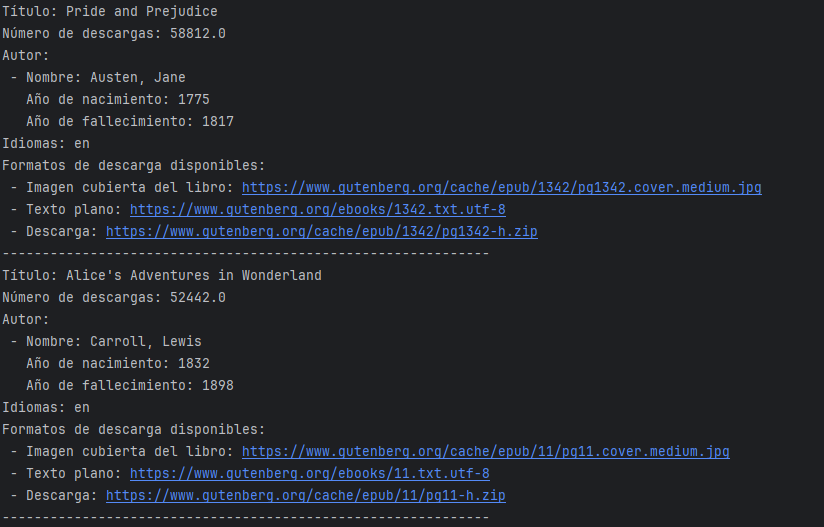 Título: Pride and Prejudice
Número de descargas: 58812.0
Autor:
 - Nombre: Austen, Jane
   Año de nacimiento: 1775
   Año de fallecimiento: 1817
Idiomas: en
Formatos de descarga disponibles:
 - Imagen cubierta del libro: https://www.gutenberg.org/cache/epub/1342/pg1342.cover.medium.jpg
 - Texto plano: https://www.gutenberg.org/ebooks/1342.txt.utf-8
 - Descarga: https://www.gutenberg.org/cache/epub/1342/pg1342-h.zip
-------------------------------------------------------------
Título: Alice's Adventures in Wonderland
Número de descargas: 52442.0
Autor:
 - Nombre: Carroll, Lewis
   Año de nacimiento: 1832
   Año de fallecimiento: 1898
Idiomas: en
Formatos de descarga disponibles:
 - Imagen cubierta del libro: https://www.gutenberg.org/cache/epub/11/pg11.cover.medium.jpg
 - Texto plano: https://www.gutenberg.org/ebooks/11.txt.utf-8
 - Descarga: https://www.gutenberg.org/cache/epub/11/pg11-h.zip
-------------------------------------------------------------